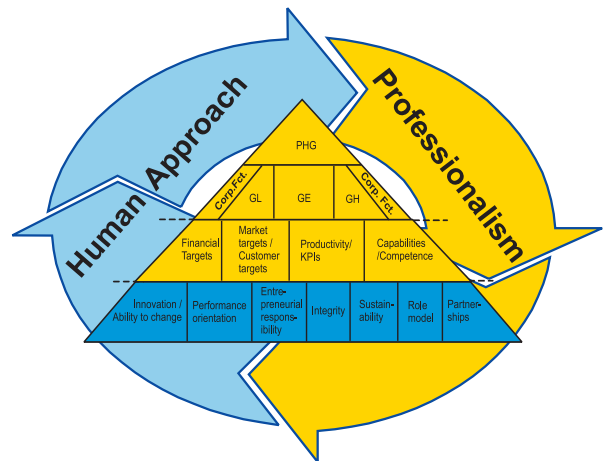 Human Approach
Professionalism
PHG
Corp.Fct.
GL
GE
GH
Corp. Fct.
Financial
Targets
Market
targets /
Customer
targets
Productivity/
KPIs
Capabilities
/Competence
Innovation /
Ability to change
Performance
orientation
Entre-
preneurial
respons-
ibility
Integrity
Sustain-
ability
Role
model
Partner-
ships